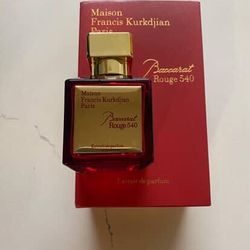 Maison
Francis Kurkdjian
Paris
Baccarat
Rouge 540
Extrait de parfum
Maison
Francis Kurkdjian
Paris
Baccarat
Rouge 540
Extrait de parfum